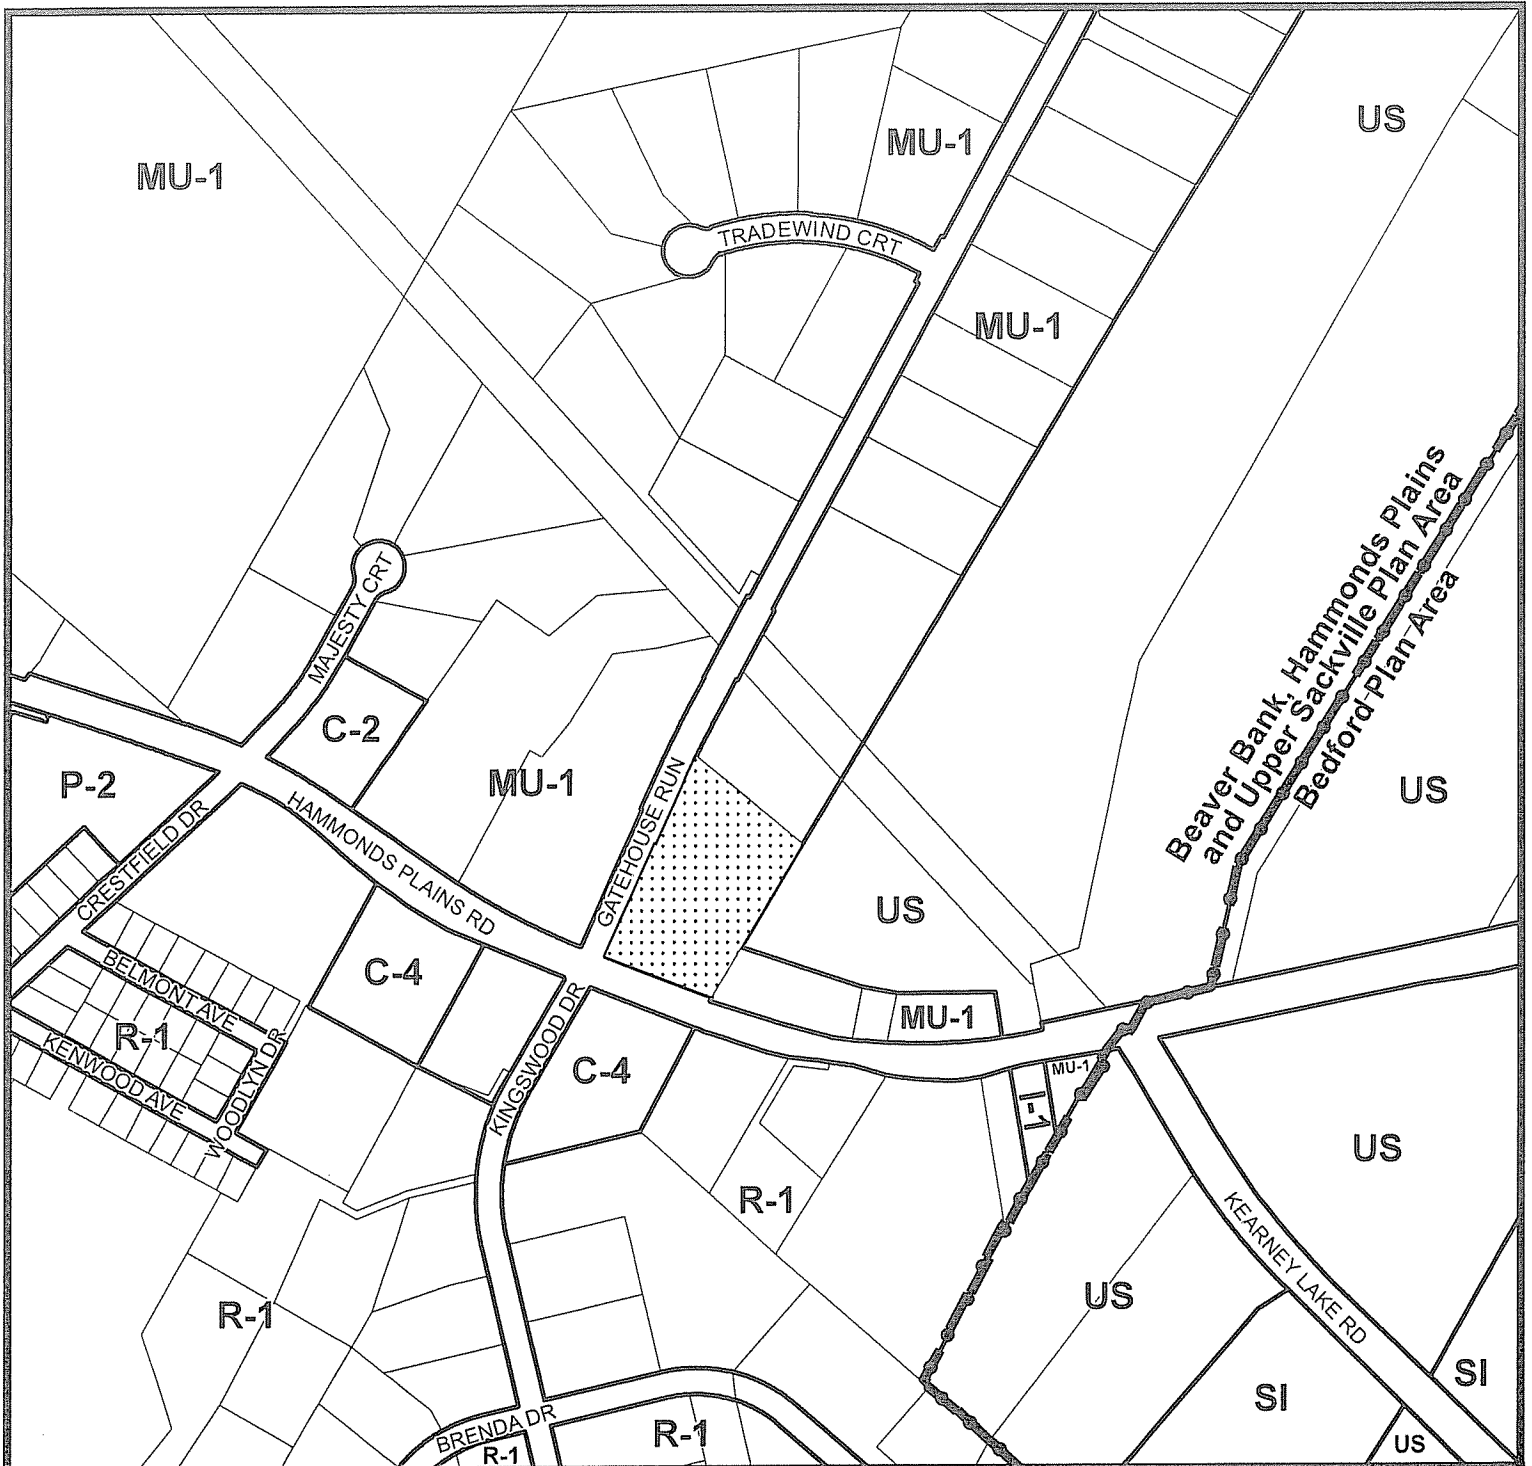 MU-1
MU-1
US
TRADEWIND CRT
MU-1
Beaver Bank, Hammonds Plains
and Upper Sackville Plan Area
Bedford Plan Area
MAJESTY CRT
C-2
P-2
MU-1
GATEHOUSE RUN
US
HAMMONDS PLAINS RD
CRESTFIELD DR
US
BELMONT AVE
C-4
MU-1
R-1
KENWOOD AVE
WOODLYN DR
KINGSWOOD DR
C-4
MU-1
I-1
US
R-1
KEARNEY LAKE RD
R-1
US
SI
SI
BRENDA DR
R-1
R-1
US